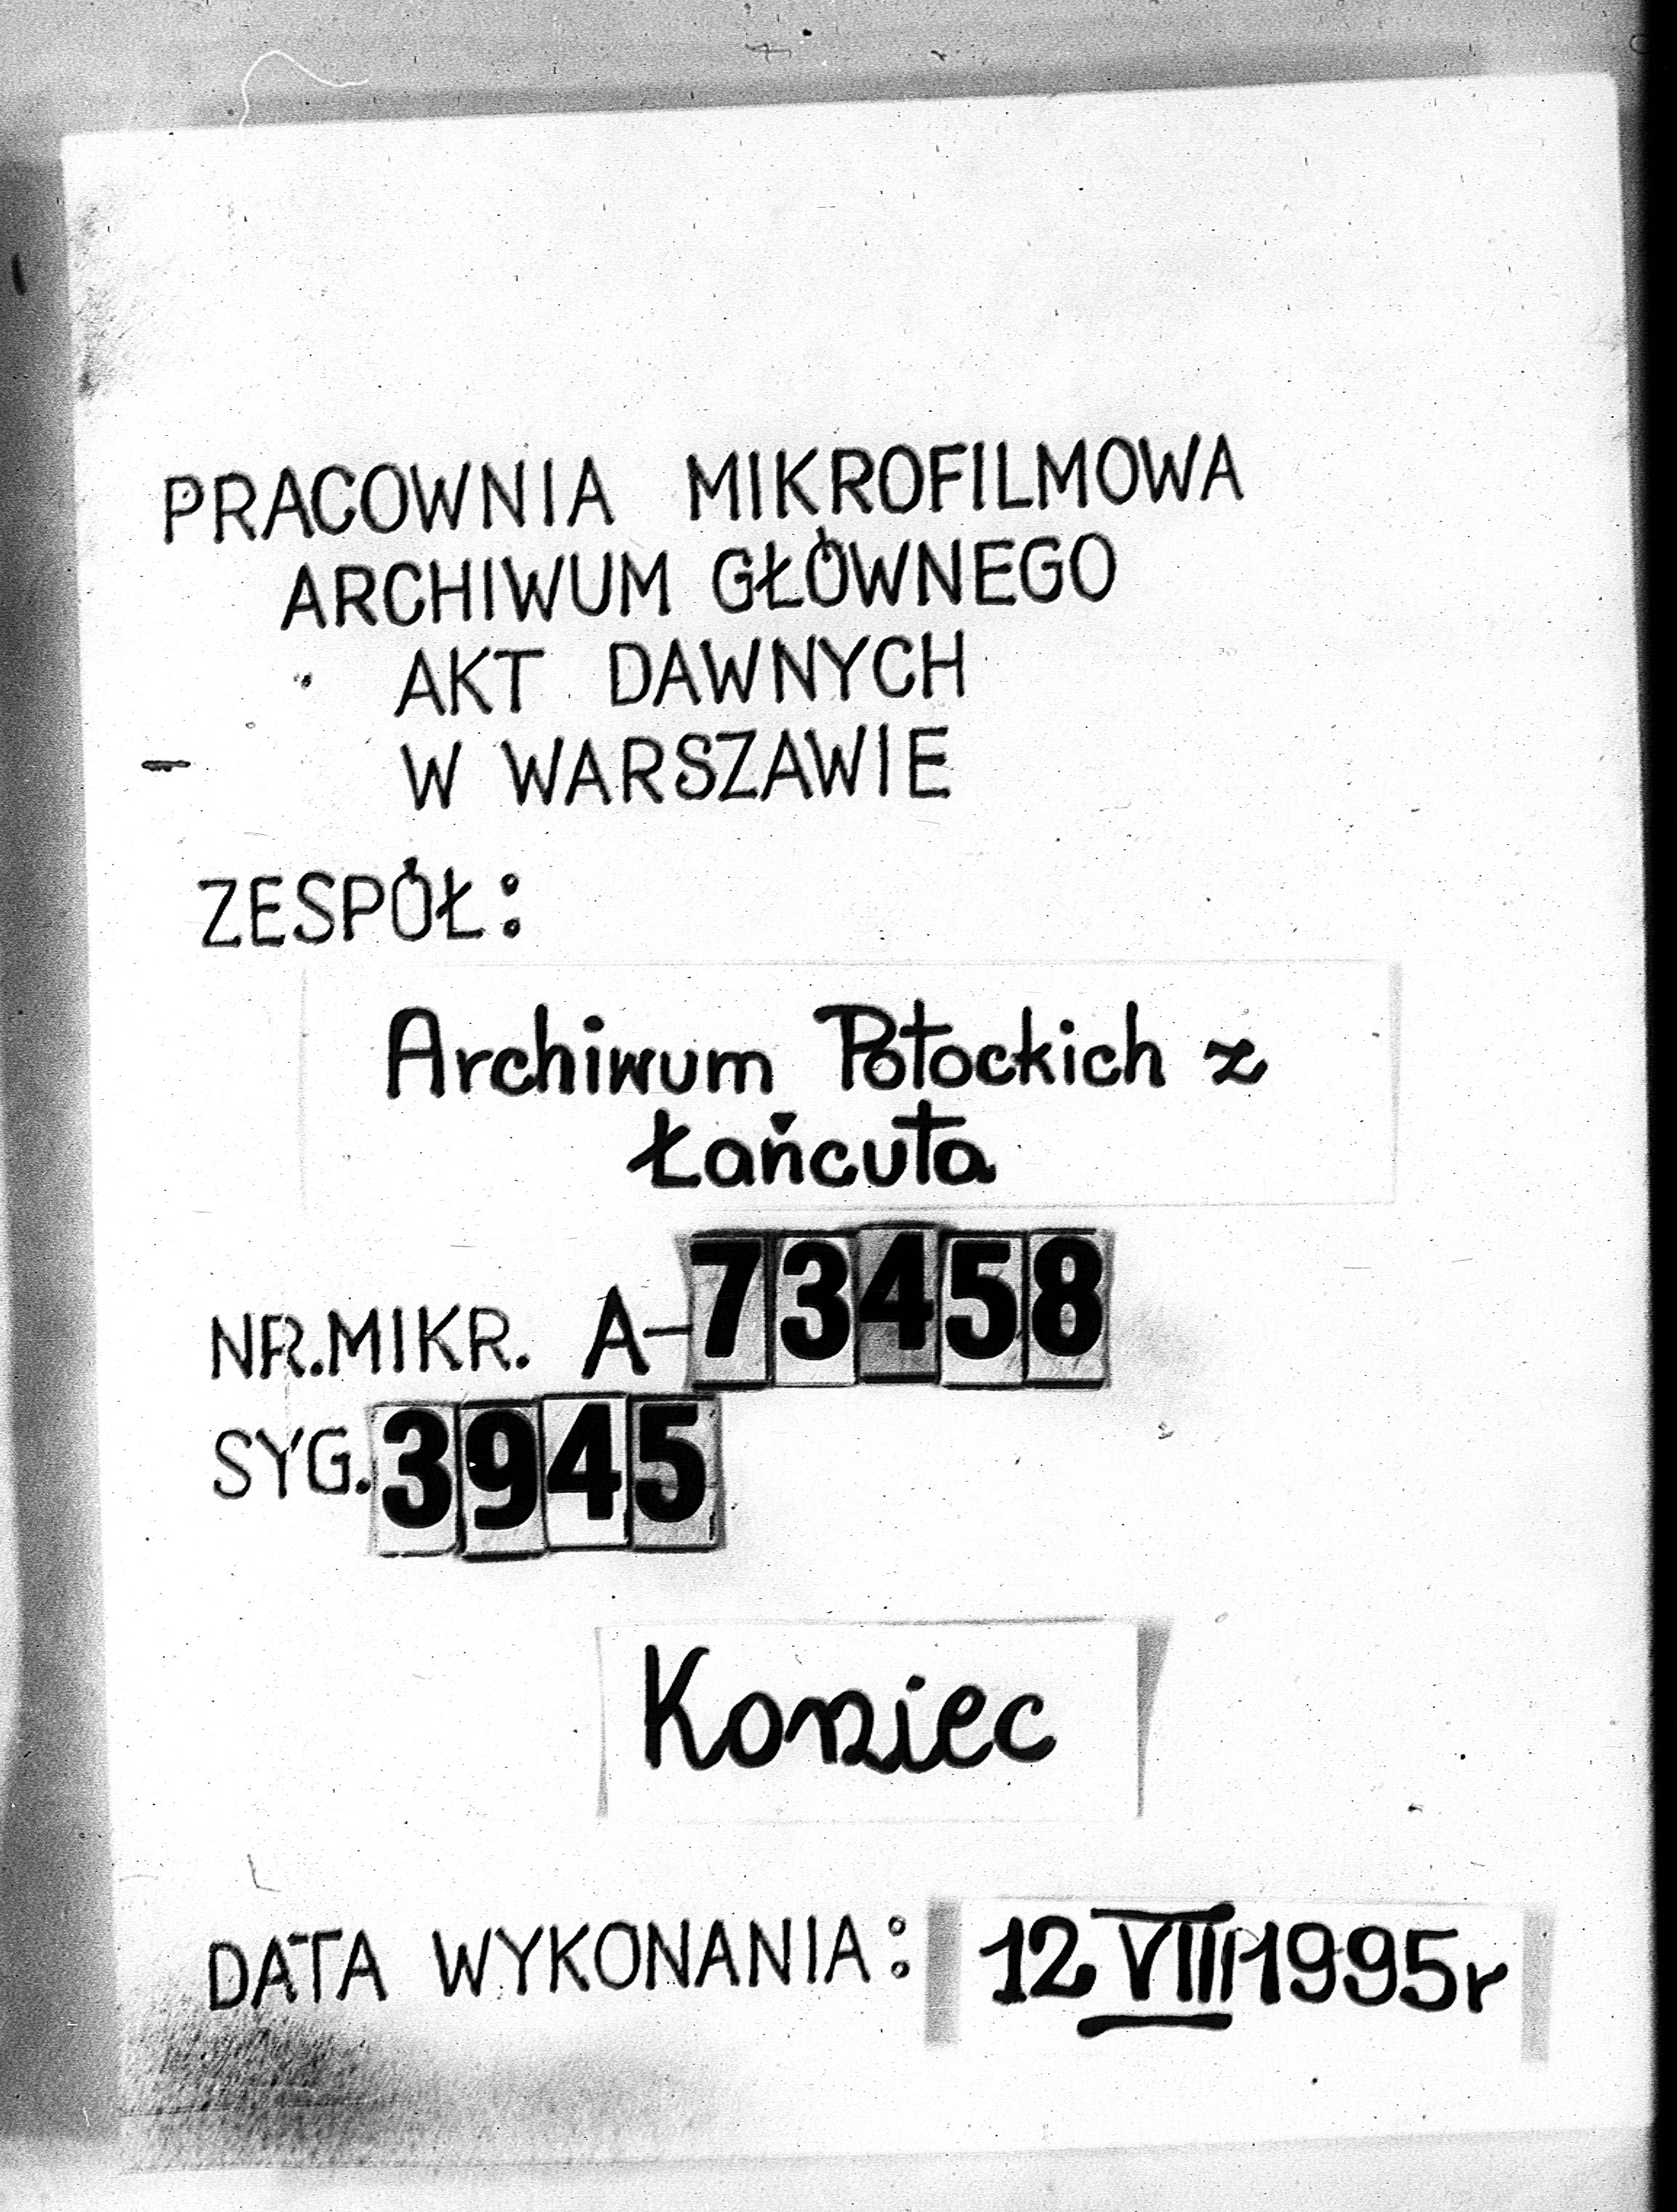 PRACOWNIA MIKROFILMOWA
ARCHIWUM GŁÓWNEGO
AKT DAWNYCH
W WARSZAWIE
ZESPÓŁ:
Archiwum Potockich z
Łańcuta
NR.MIKR. A-73458
SYG. 3945
Koniec
DATA WYKONANIA: 12 VIII 1995r